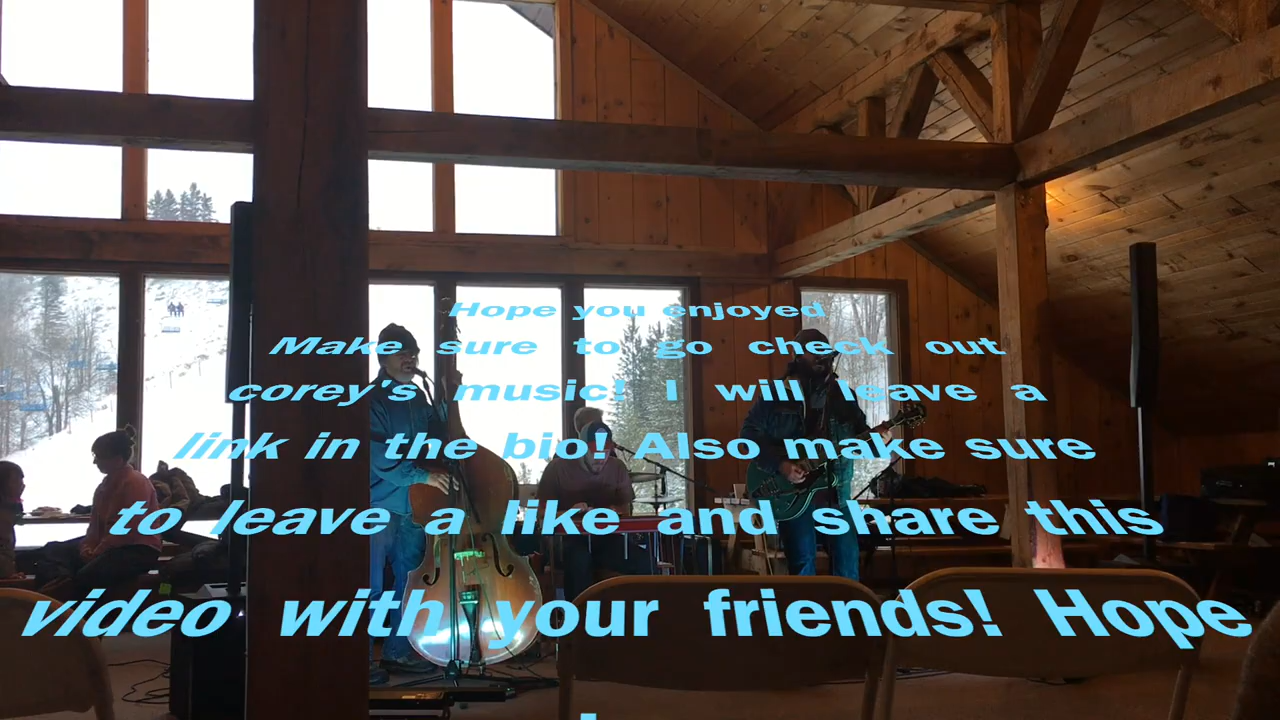 Hope you enjoyed
Make sure to go check out
corey's music! I will leave a
link in the bio! Also make sure
to leave a like and share this
video with your friends! Hope